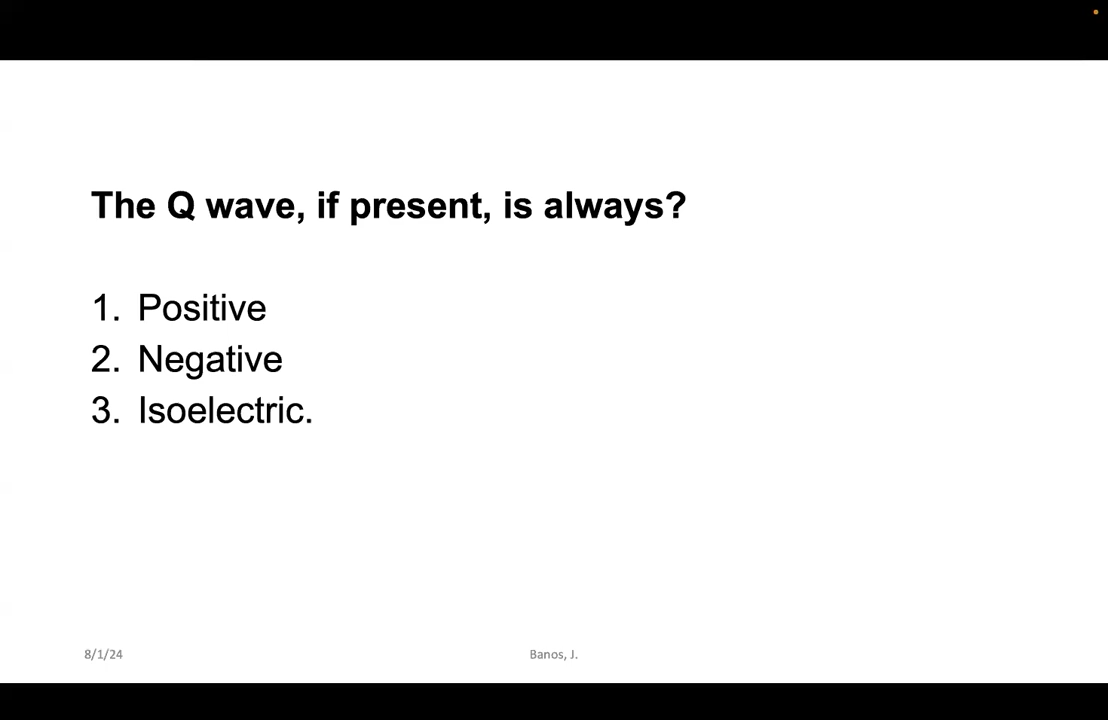 The Q wave, if present, is always?
1. Positive
2. Negative
3. Isoelectric.
8/1/24
Banos, J.